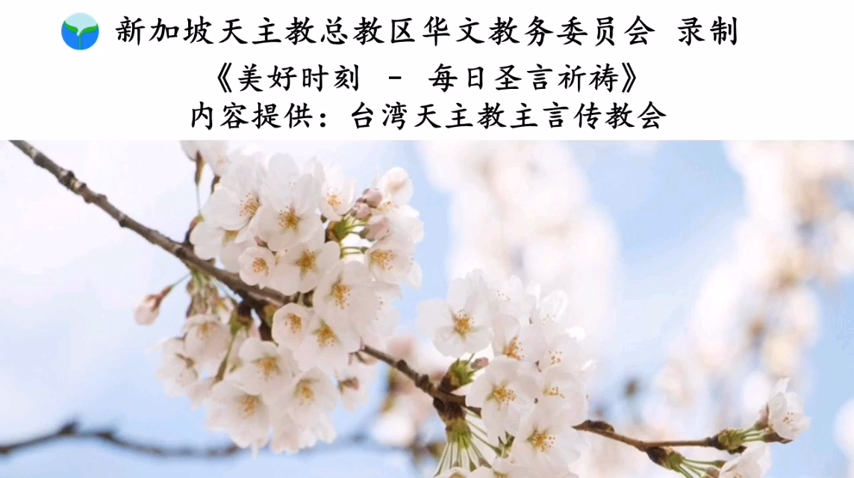 新加坡天主教总教区华文教务委员会 录制
《美好时刻 - 每日圣言祈祷》
内容提供：台湾天主教主言传教会